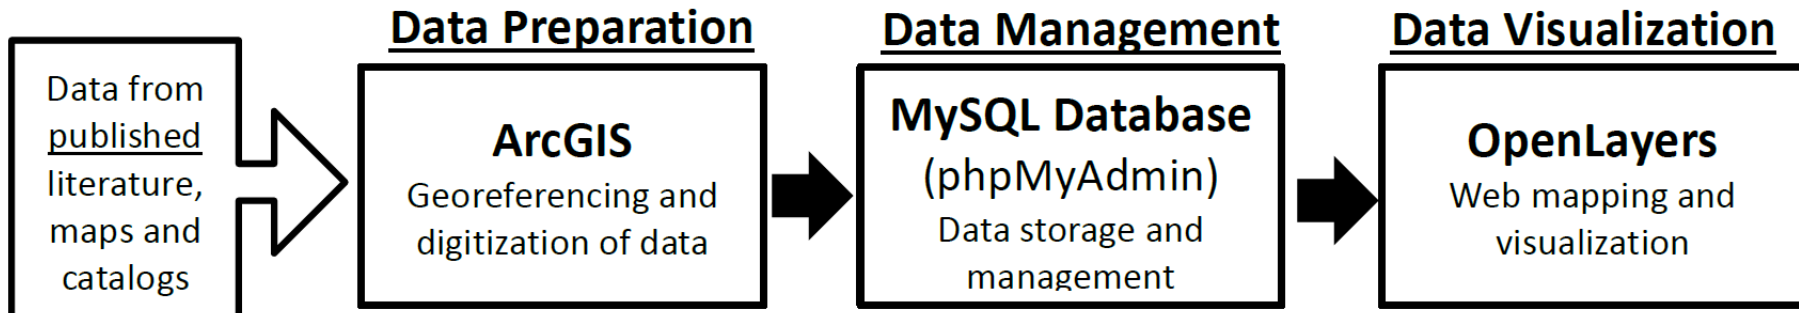 Data from
published
literature,
maps and
catalogs
Data Preparation
ArcGIS
Georeferencing and
digitization of data
Data Management
MySQL Database
(phpMyAdmin)
Data storage and
management
Data Visualization
OpenLayers
Web mapping and
visualization